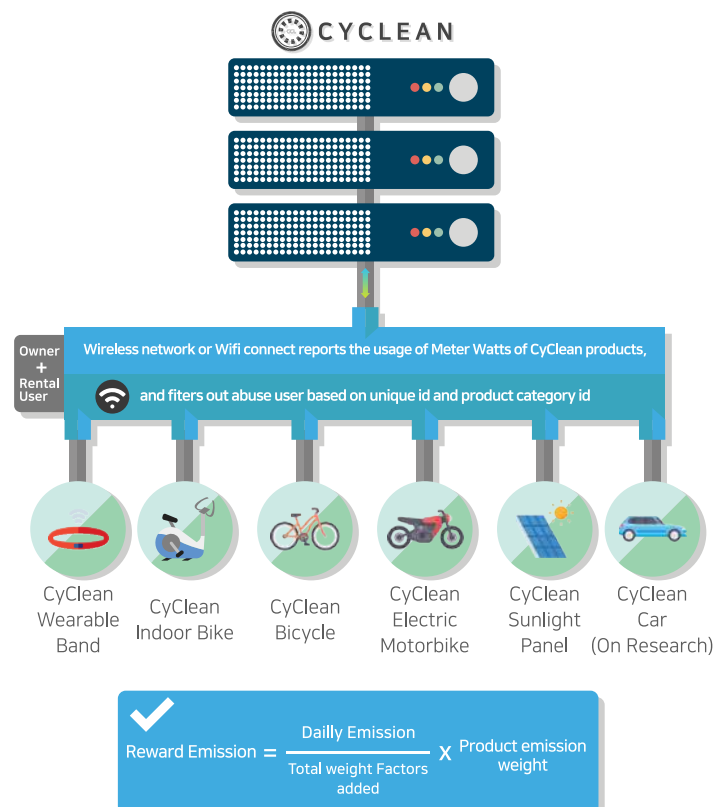 CYCLEAN
Owner
+
Rental
User
Wireless network or Wifi connect reports the usage of Meter Watts of CyClean products,
and fiters out abuse user based on unique id and product category id
CyClean
Wearable
Band
CyClean
Indoor Bike
CyClean
Bicycle
CyClean
Electric
Motorbike
CyClean
Sunlight
Panel
CyClean
Car
(On Research)
Reward Emission =
Dailly Emission
Total weight Factors
added
X
Product emission
weight